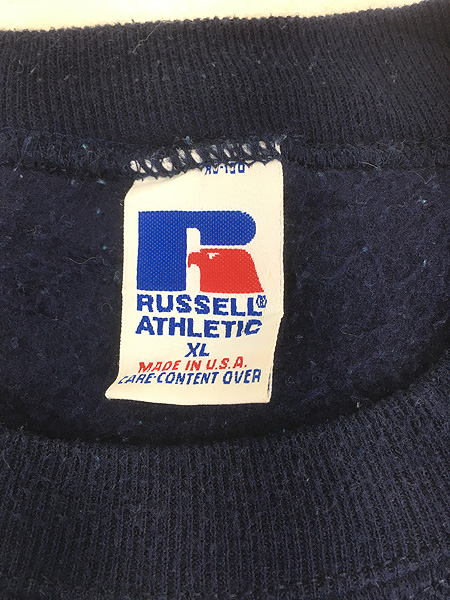 RUSSELL®
ATHLETIC
XL
MADE IN U.S.A.
CARE·CONTENT OVER